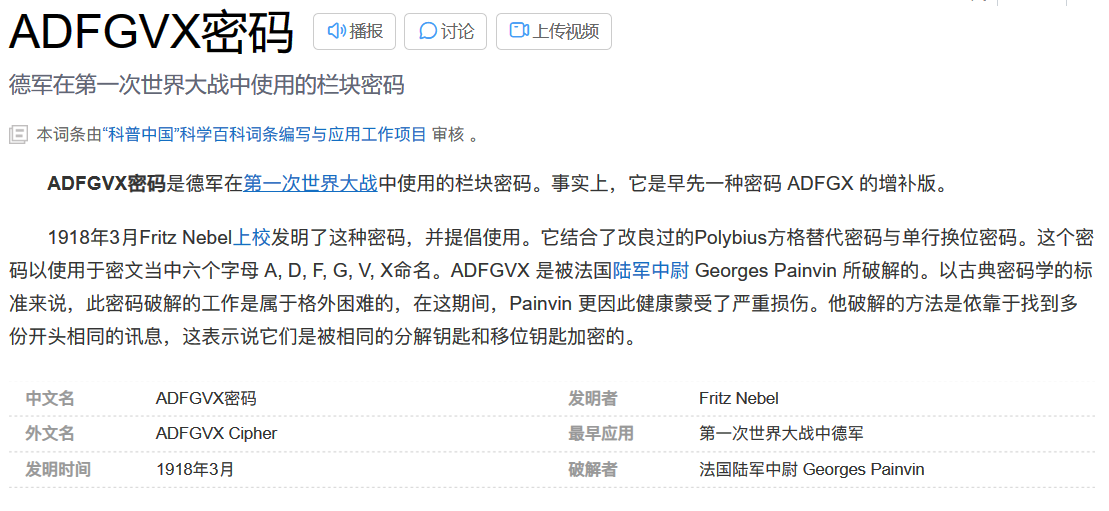 ADFGVX密码 播报 讨论 上传视频
德军在第一次世界大战中使用的栏块密码
本词条由“科普中国”科学百科词条编写与应用工作项目 审核 。
ADFGVX密码是德军在第一次世界大战中使用的栏块密码。事实上，它是早先一种密码 ADFGX 的增补版。
1918年3月Fritz Nebel上校发明了这种密码，并提倡使用。它结合了改良过的Polybius方格替代密码与单行换位密码。这个密
码以使用于密文当中六个字母 A, D, F, G, V, X命名。ADFGVX 是被法国陆军中尉 Georges Painvin 所破解的。以古典密码学的标
准来说，此密码破解的工作是属于格外困难的，在这期间，Painvin 更因此健康蒙受了严重损伤。他破解的方法是依靠于找到多
份开头相同的讯息，这表示说它们是被相同的分解钥匙和移位钥匙加密的。
中文名 ADFGVX密码 发明者 Fritz Nebel
外文名 ADFGVX Cipher 最早应用 第一次世界大战中德军
发明时间 1918年3月 破解者 法国陆军中尉 Georges Painvin